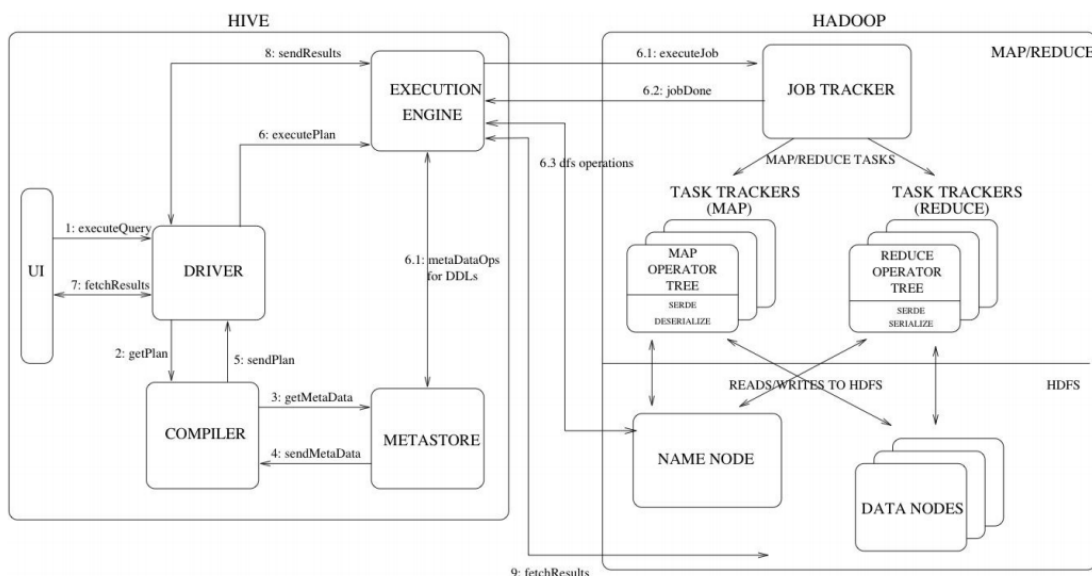 HIVE
HADOOP
MAP/REDUCE
8: sendResults
EXECUTION
ENGINE
6.1: executeJob
6.2: jobDone
JOB TRACKER
6: executePlan
6.3 dfs operations
MAP/REDUCE TASKS
TASK TRACKERS
(MAP)
TASK TRACKERS
(REDUCE)
UI
1: executeQuery
DRIVER
7: fetchResults
6.1: metaDataOps
for DDLs
MAP
OPERATOR
TREE
SERDE
DESERIALIZE
REDUCE
OPERATOR
TREE
SERDE
SERIALIZE
2: getPlan
5: sendPlan
READS/WRITES TO HDFS
HDFS
COMPILER
3: getMetaData
4: sendMetaData
METASTORE
NAME NODE
DATA NODES
9: fetchResults